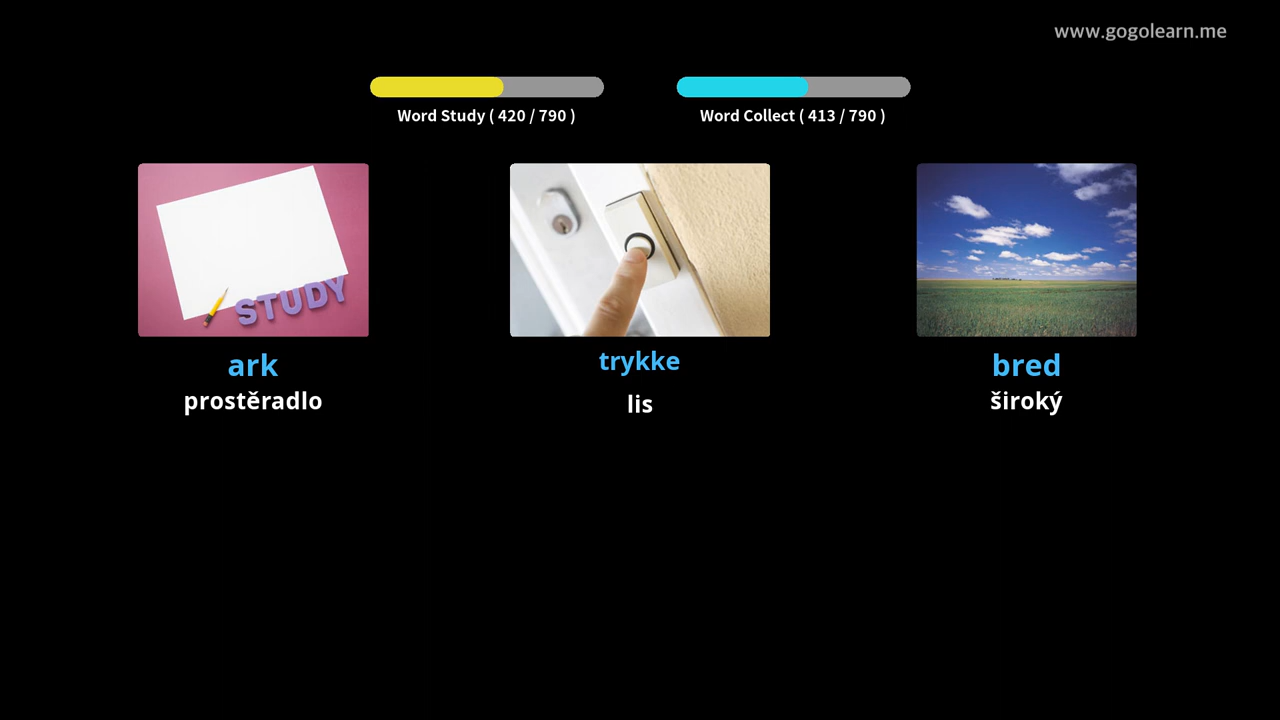 www.gogolearn.me
Word Study ( 420 / 790 )
Word Collect ( 413 / 790 )
STUDY
ark
trykke
bred
prostěradlo
lis
široký